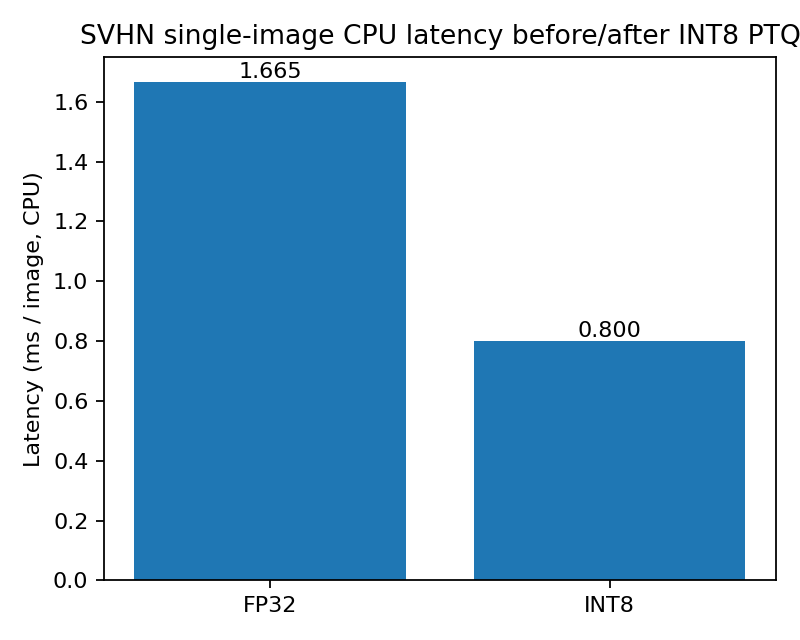 SVHN single-image CPU latency before/after INT8 PTQ
Latency (ms / image, CPU)
1.6
1.4
1.2
1.0
0.8
0.6
0.4
0.2
0.0
1.665
0.800
FP32
INT8